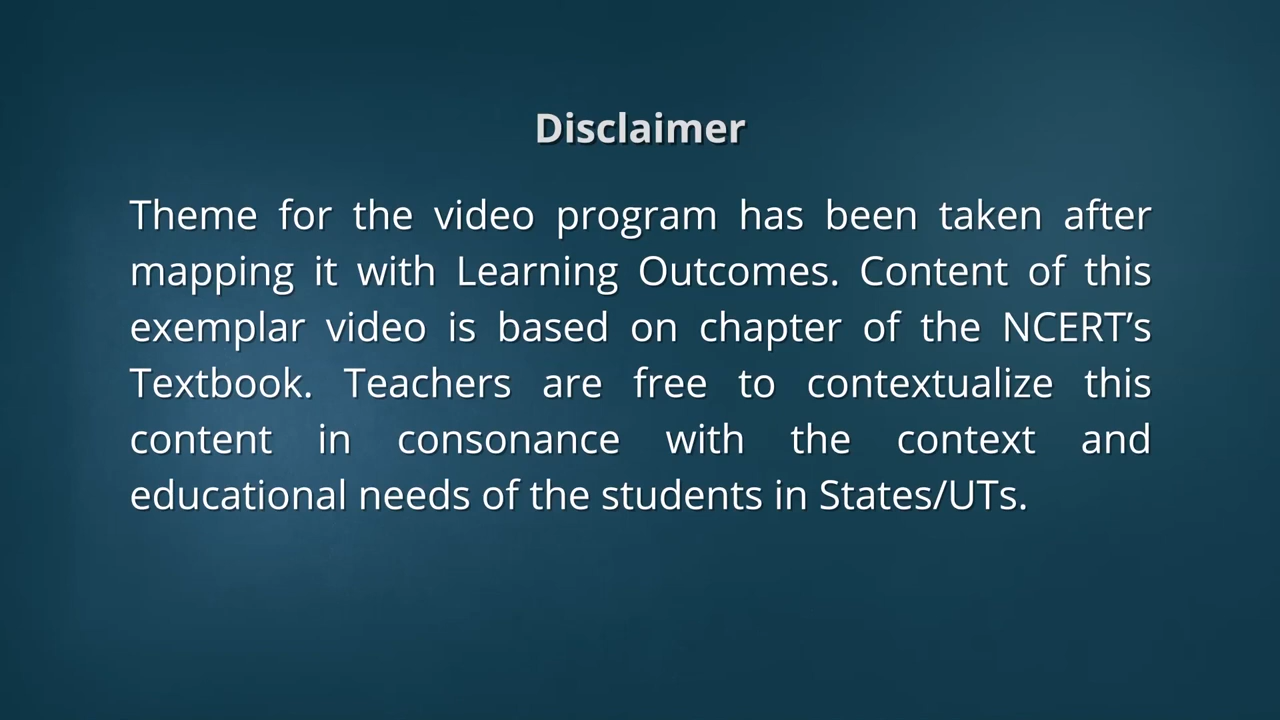 Disclaimer
Theme for the video program has been taken after
mapping it with Learning Outcomes. Content of this
exemplar video is based on chapter of the NCERT’s
Textbook. Teachers are free to contextualize this
content in consonance with the context and
educational needs of the students in States/UTs.